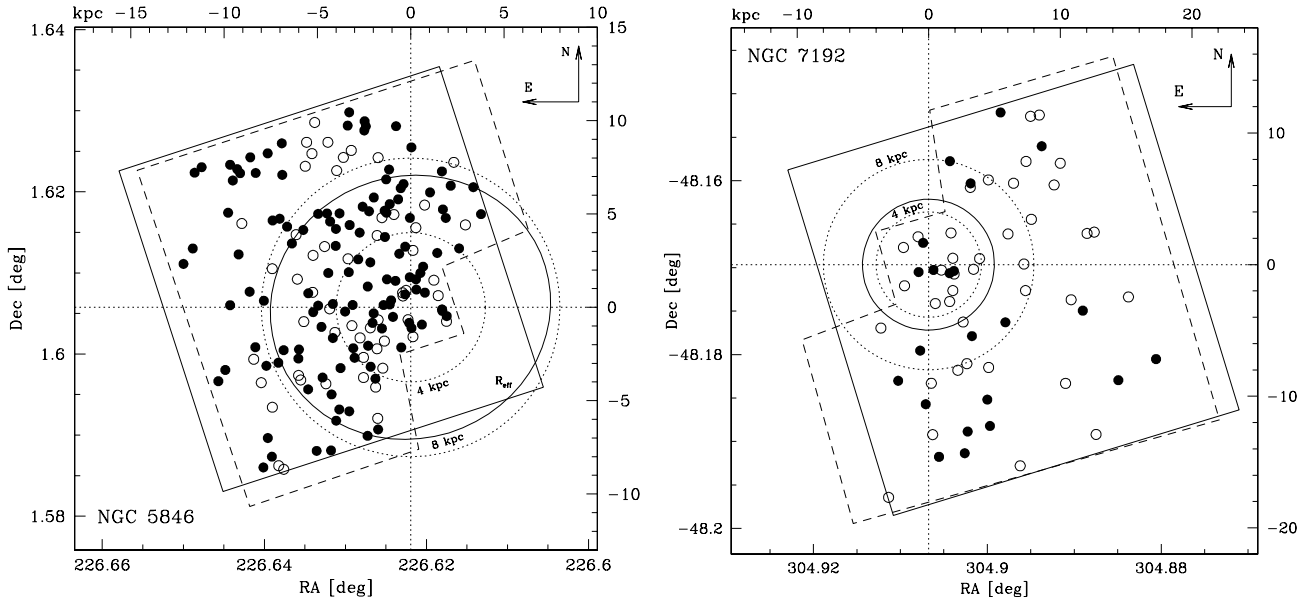 kpc −15 −10 −5 0 5 10
1.64
1.62
1.6
1.58
15
10
5
0
−5
−10
N
E
4 kpc
Reff
8 kpc
NGC 5846
226.66 226.64 226.62 226.6
RA [deg]
Dec [deg]
kpc −10 0 10 20
NGC 7192
N
E
8 kpc
4 kpc
−48.16
−48.18
−48.2
10
0
−10
−20
304.92 304.9 304.88
RA [deg]
Dec [deg]